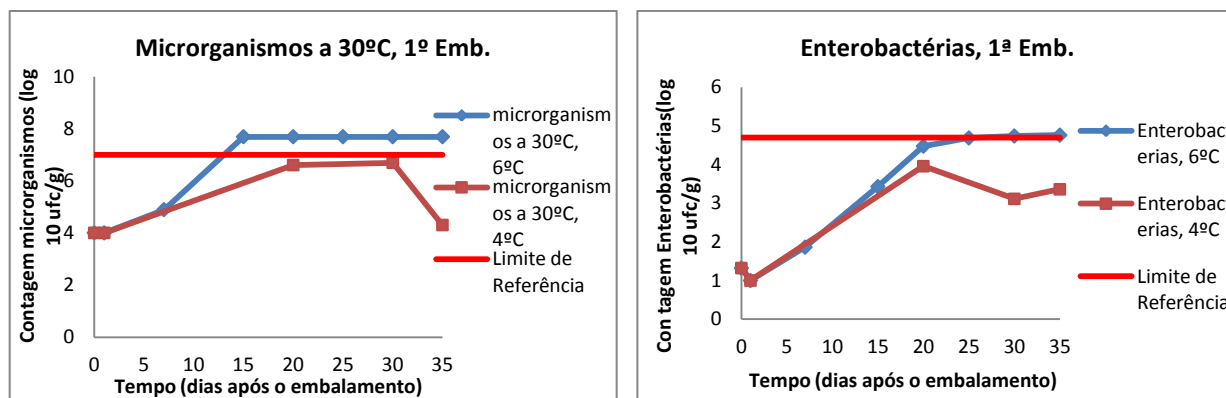 Microrganismos a 30ºC, 1º Emb.
Contagem microrganismos (log
10 ufc/g)
10
8
6
4
2
0
0 5 10 15 20 25 30 35
Tempo (dias após o embalamento)
microrganism
os a 30ºC,
6ºC
microrganism
os a 30ºC,
4ºC
Limite de
Referência
Enterobactérias, 1ª Emb.
Con tagem Enterobactérias(log
10 ufc/g)
6
5
4
3
2
1
0
0 5 10 15 20 25 30 35
Tempo (dias após o embalamento)
Enterobact
erias, 6ºC
Enterobact
erias, 4ºC
Limite de
Referência